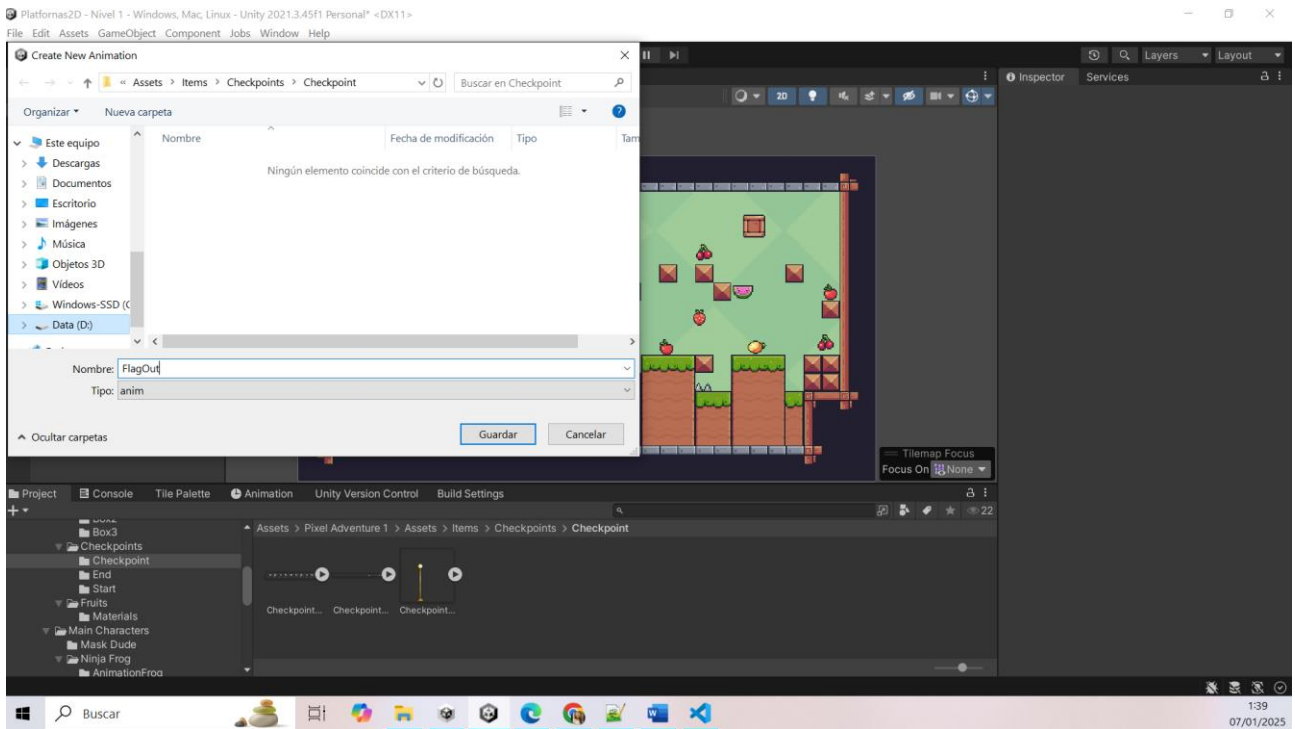 Platfornas2D - Nivel 1 - Windows, Mac, Linux - Unity 2021.3.45f1 Personal* <DX11>
File Edit Assets GameObject Component Jobs Window Help
Create New Animation
« Assets > Items > Checkpoints > Checkpoint
Buscar en Checkpoint
Organizar
Nueva carpeta
Este equipo
Descargas
Documentos
Escritorio
Imágenes
Música
Objetos 3D
Vídeos
Windows-SSD (C
Data (D:)
Nombre Fecha de modificación Tipo Tam
Ningún elemento coincide con el criterio de búsqueda.
Nombre: FlagOut
Tipo: anim
Ocultar carpetas
Guardar Cancelar
Layers Layout
Inspector Services
2D
Tilemap Focus
Focus On None
Project Console Tile Palette Animation Unity Version Control Build Settings
22
Box3
Checkpoints
Checkpoint
End
Start
Fruits
Materials
Main Characters
Mask Dude
Ninja Frog
AnimationFrog
Assets > Pixel Adventure 1 > Assets > Items > Checkpoints > Checkpoint
Checkpoint... Checkpoint... Checkpoint...
Buscar
1:39
07/01/2025